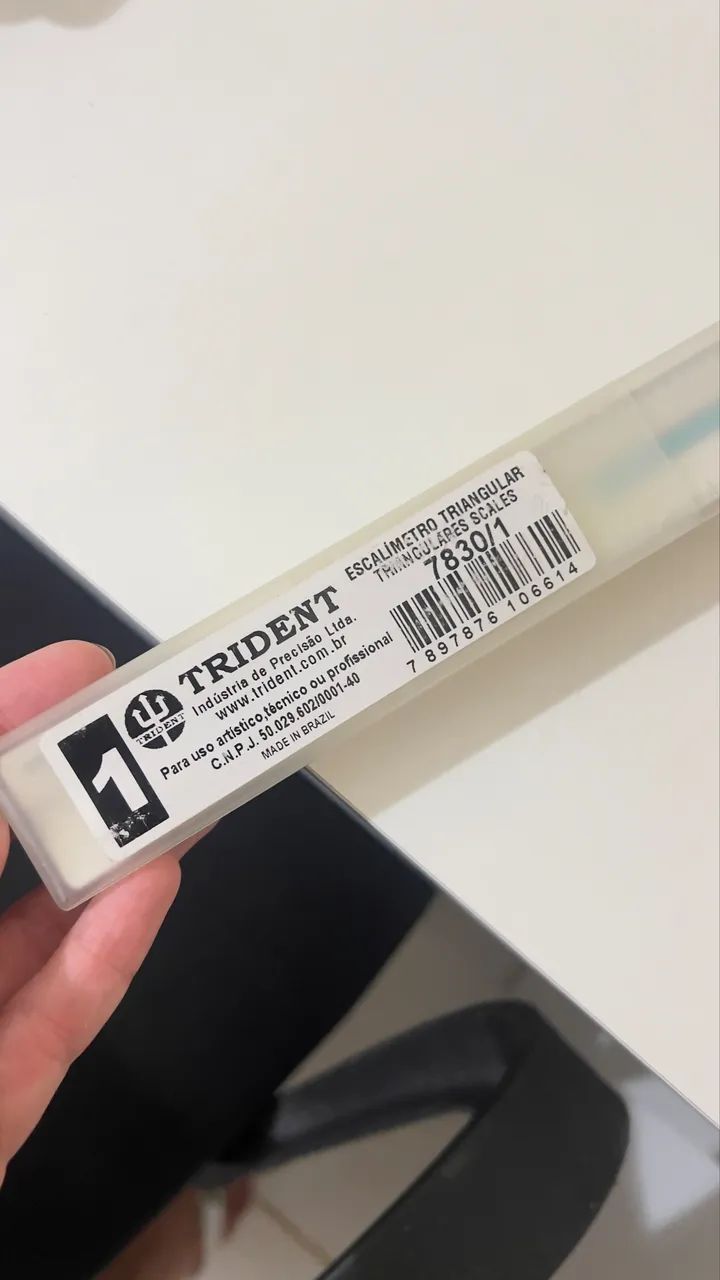 1
TRIDENT
TRIDENT
Indústria de Precisão Ltda.
www.trident.com.br
Para uso artístico,técnico ou profissional
C.N.P.J. 50.029.602/0001-40
MADE IN BRAZIL
ESCALÍMETRO TRIANGULAR
TRIANGULARES SCALES
7830/1
7 897876 106614